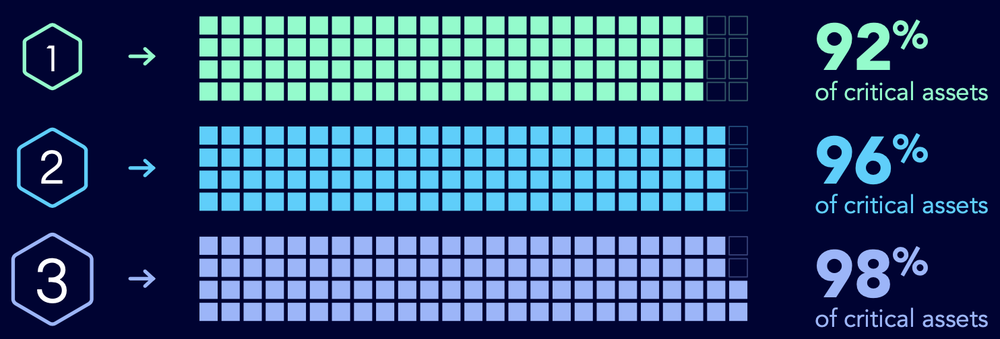 1
92%
of critical assets
2
96%
of critical assets
3
98%
of critical assets